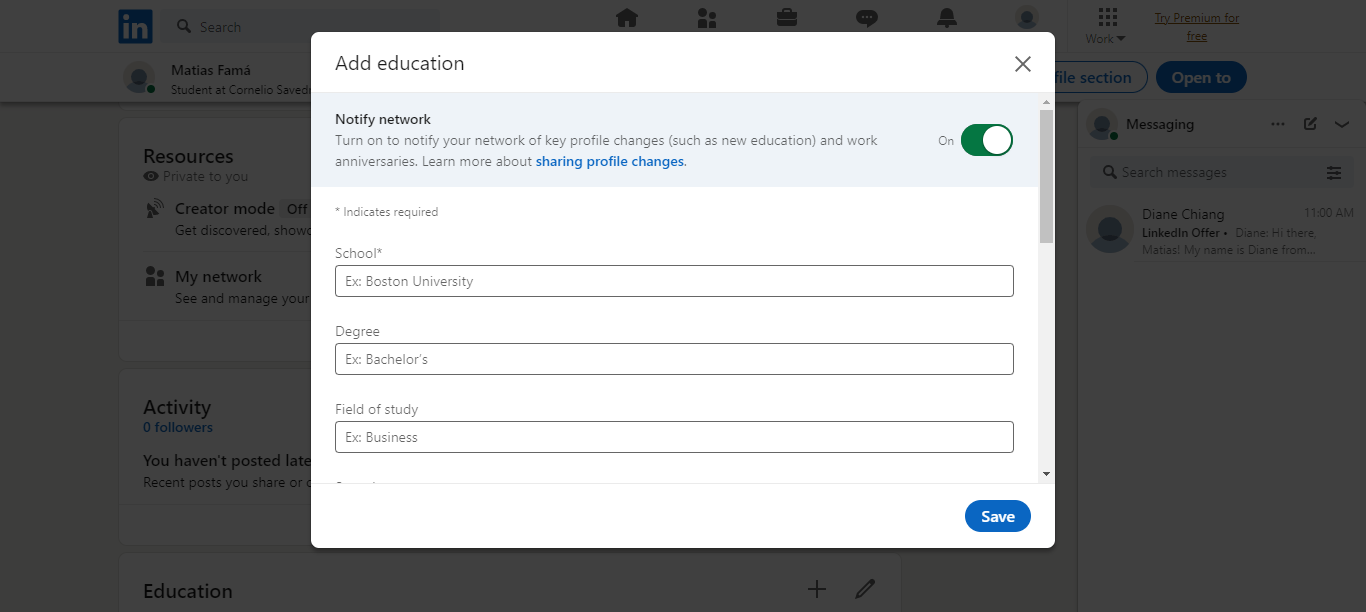 in
Search
Work
Try Premium for
free
Matias Famá
Student at Cornelio Saved
file section
Open to
Add education
Notify network
Turn on to notify your network of key profile changes (such as new education) and work
anniversaries. Learn more about sharing profile changes.
On
* Indicates required
School*
Ex: Boston University
Degree
Ex: Bachelor's
Field of study
Ex: Business
Save
Resources
Private to you
Creator mode Off
Get discovered, show
My network
See and manage your
Activity
0 followers
You haven't posted late
Recent posts you share or
Education
Messaging
Search messages
Diane Chiang
11:00 AM
LinkedIn Offer • Diane: Hi there,
Matias! My name is Diane from...